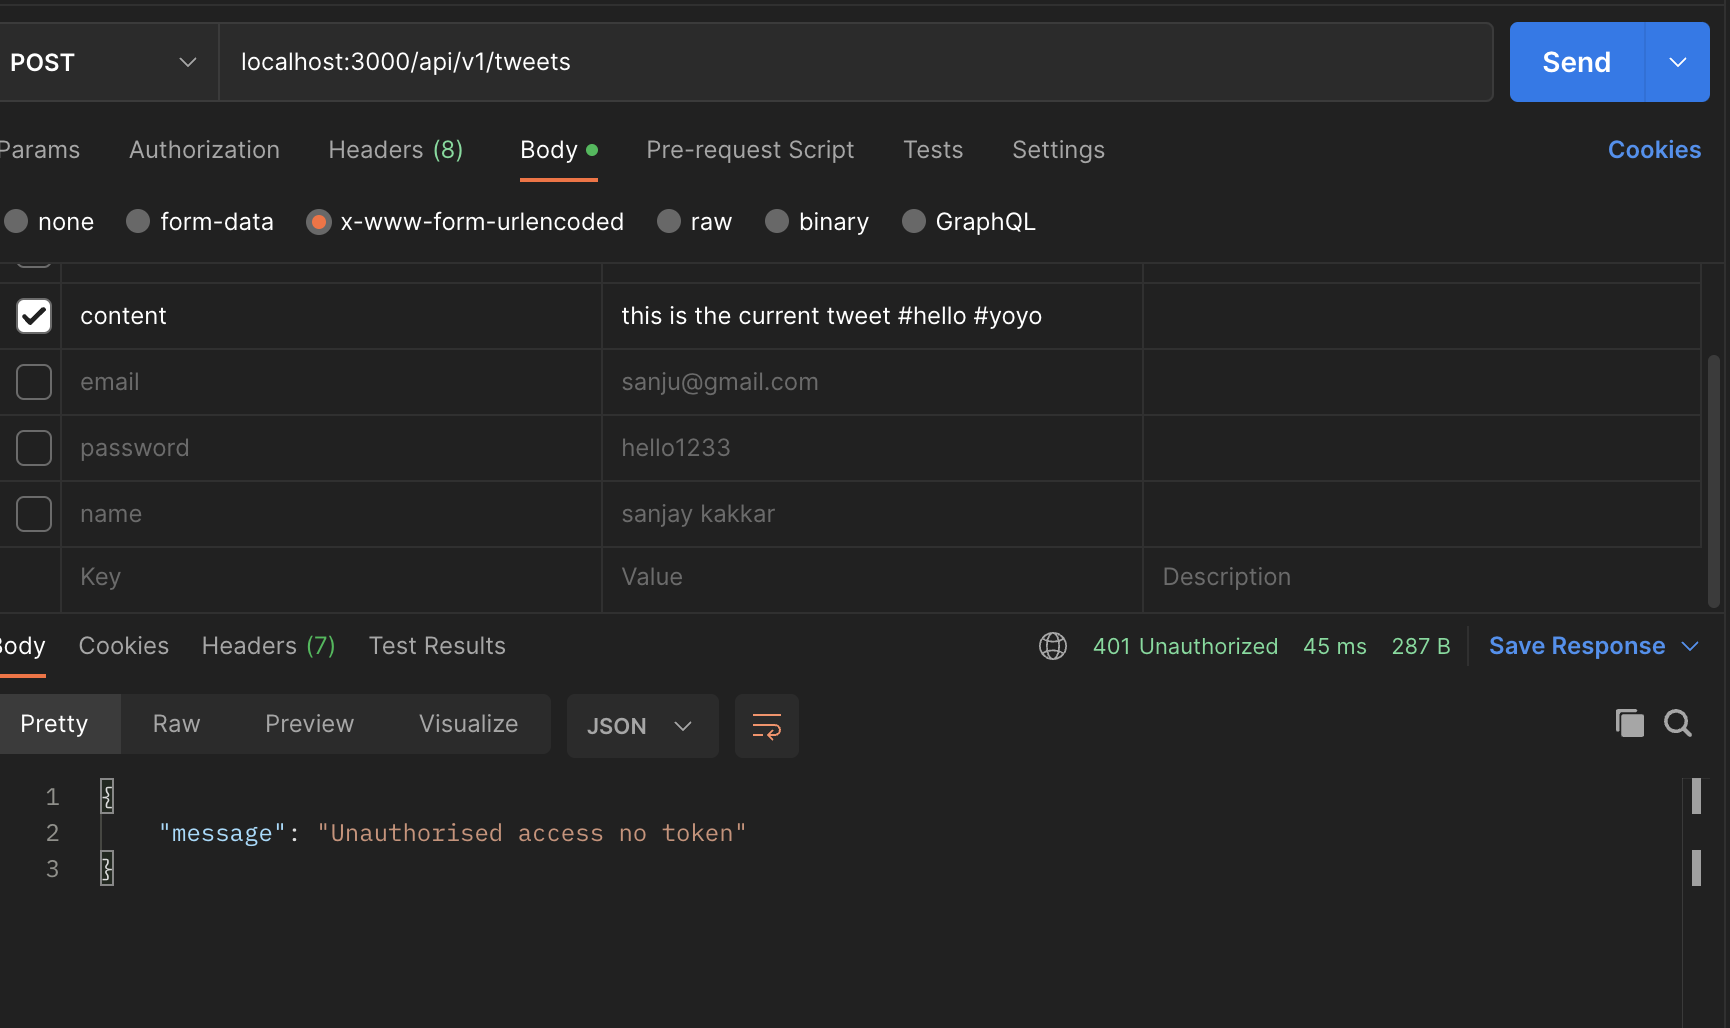 POST localhost:3000/api/v1/tweets Send
Params Authorization Headers (8) Body Pre-request Script Tests Settings Cookies
none form-data x-www-form-urlencoded raw binary GraphQL
content this is the current tweet #hello #yoyo
email sanju@gmail.com
password hello1233
name sanjay kakkar
Key Value Description
Body Cookies Headers (7) Test Results 401 Unauthorized 45 ms 287 B Save Response
Pretty Raw Preview Visualize JSON
1 {
2 "message": "Unauthorised access no token"
3 }